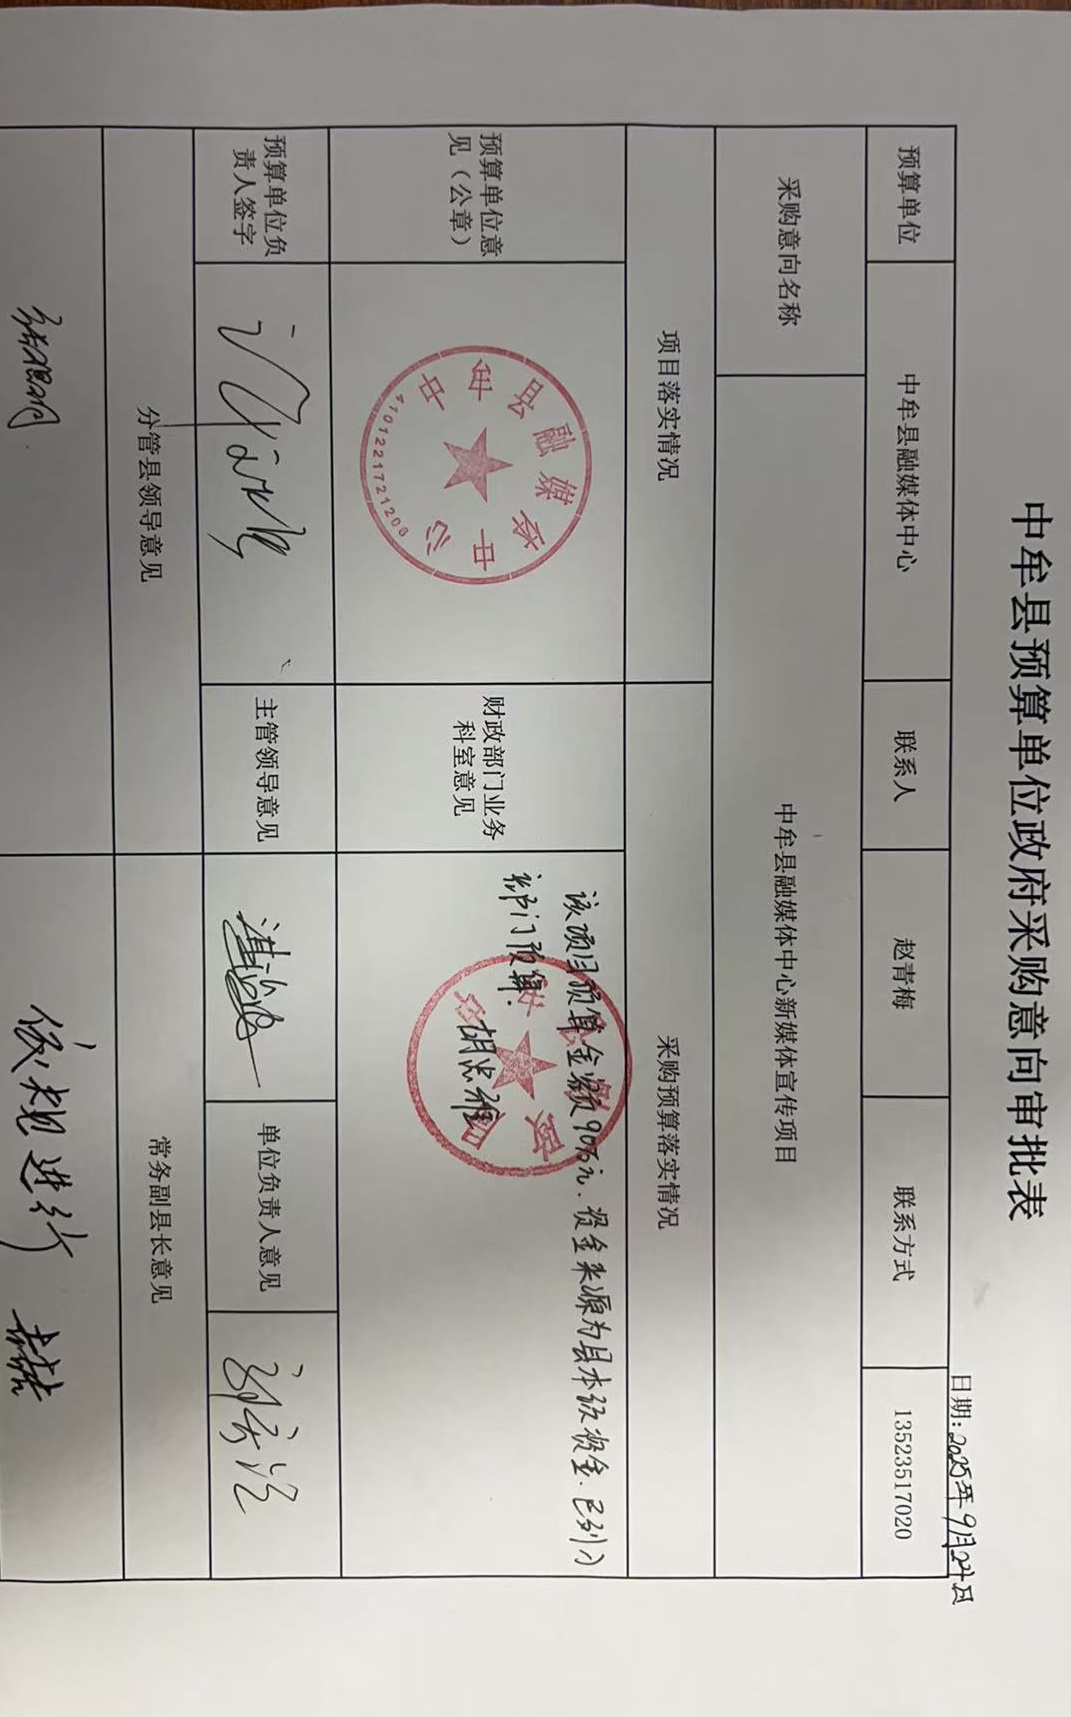 中牟县预算单位政府采购意向审批表
日期:2025年9月24日
预算单位 中牟县融媒体中心 联系人 赵青梅 联系方式 13523517020
采购意向名称 中牟县融媒体中心新媒体宣传项目
项目落实情况 采购预算落实情况
预算单位意
见（公章）
中牟县融媒体中心
4101221721206
财政部门业务
科室意见
该项目预算金额90万元.资金来源为县本级资金.已列入
部门预算.
预算单位负
责人签字
主管领导意见
单位负责人意见
分管县领导意见 常务副县长意见
依规进行